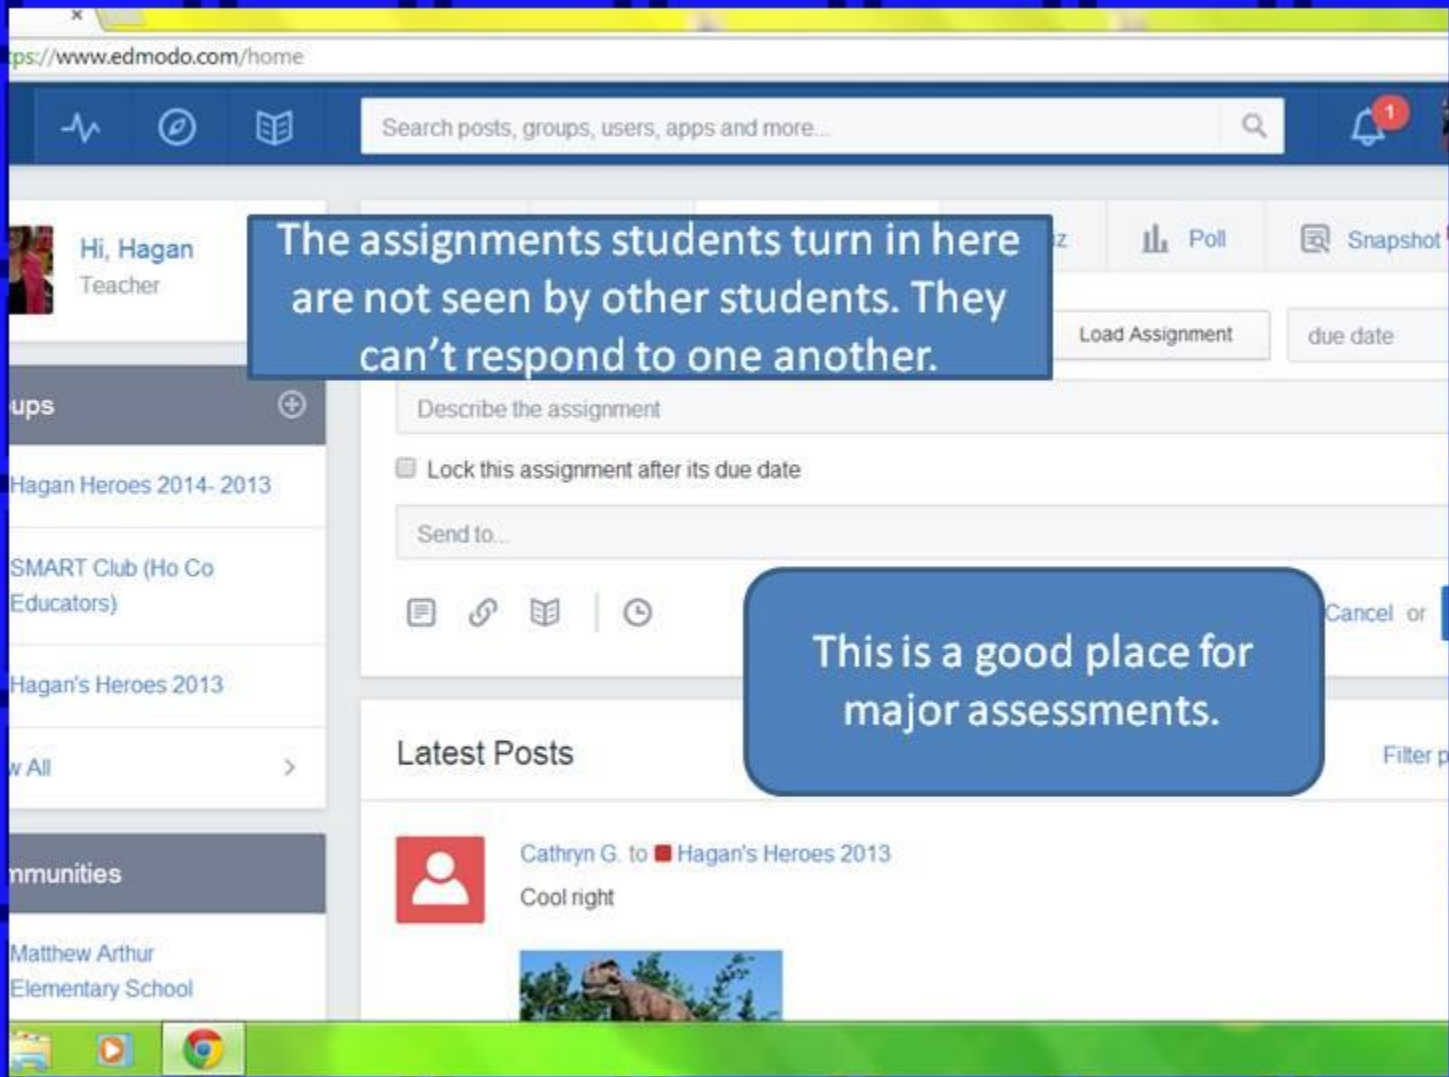 tps://www.edmodo.com/home
Search posts, groups, users, apps and more...
1
Hi, Hagan
Teacher
The assignments students turn in here
are not seen by other students. They
can't respond to one another.
iz
Poll
Snapshot
Load Assignment
due date
ups
Describe the assignment
Lock this assignment after its due date
Hagan Heroes 2014- 2013
Send to...
SMART Club (Ho Co
Educators)
Cancel or
This is a good place for
major assessments.
Hagan's Heroes 2013
w All
Latest Posts
Filter p
Cathryn G. to Hagan's Heroes 2013
Cool right
mmunities
Matthew Arthur
Elementary School